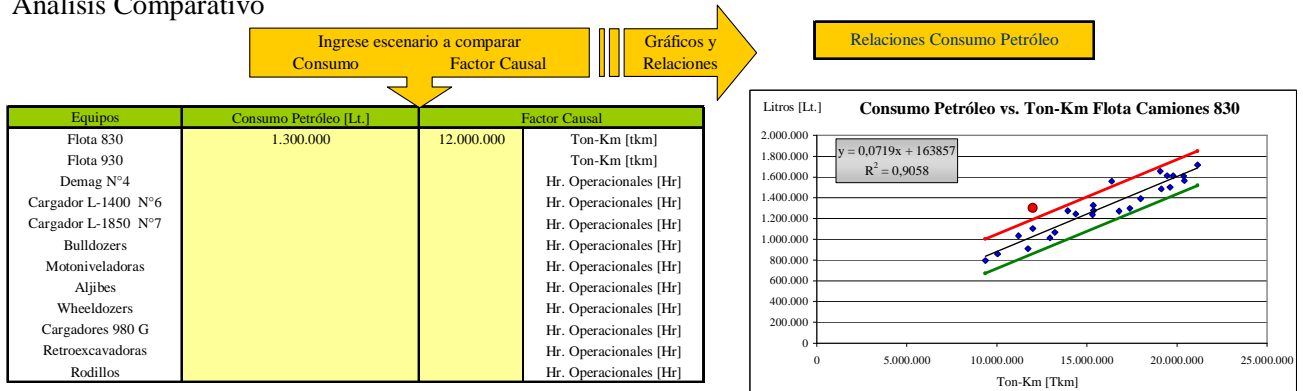 Análisis Comparativo
Ingrese escenario a comparar
Consumo Factor Causal
Gráficos y
Relaciones
Relaciones Consumo Petróleo
Equipos Consumo Petróleo [Lt.] Factor Causal
Flota 830 1.300.000 12.000.000 Ton-Km [tkm]
Flota 930 Ton-Km [tkm]
Demag N°4 Hr. Operacionales [Hr]
Cargador L-1400 N°6 Hr. Operacionales [Hr]
Cargador L-1850 N°7 Hr. Operacionales [Hr]
Bulldozers Hr. Operacionales [Hr]
Motoniveladoras Hr. Operacionales [Hr]
Aljibes Hr. Operacionales [Hr]
Wheeldozers Hr. Operacionales [Hr]
Cargadores 980 G Hr. Operacionales [Hr]
Retroexcavadoras Hr. Operacionales [Hr]
Rodillos Hr. Operacionales [Hr]
Litros [Lt.] Consumo Petróleo vs. Ton-Km Flota Camiones 830
y = 0,0719x + 163857
R² = 0,9058
2.000.000
1.800.000
1.600.000
1.400.000
1.200.000
1.000.000
800.000
600.000
400.000
200.000
0
0 5.000.000 10.000.000 15.000.000 20.000.000 25.000.000
Ton-Km [Tkm]